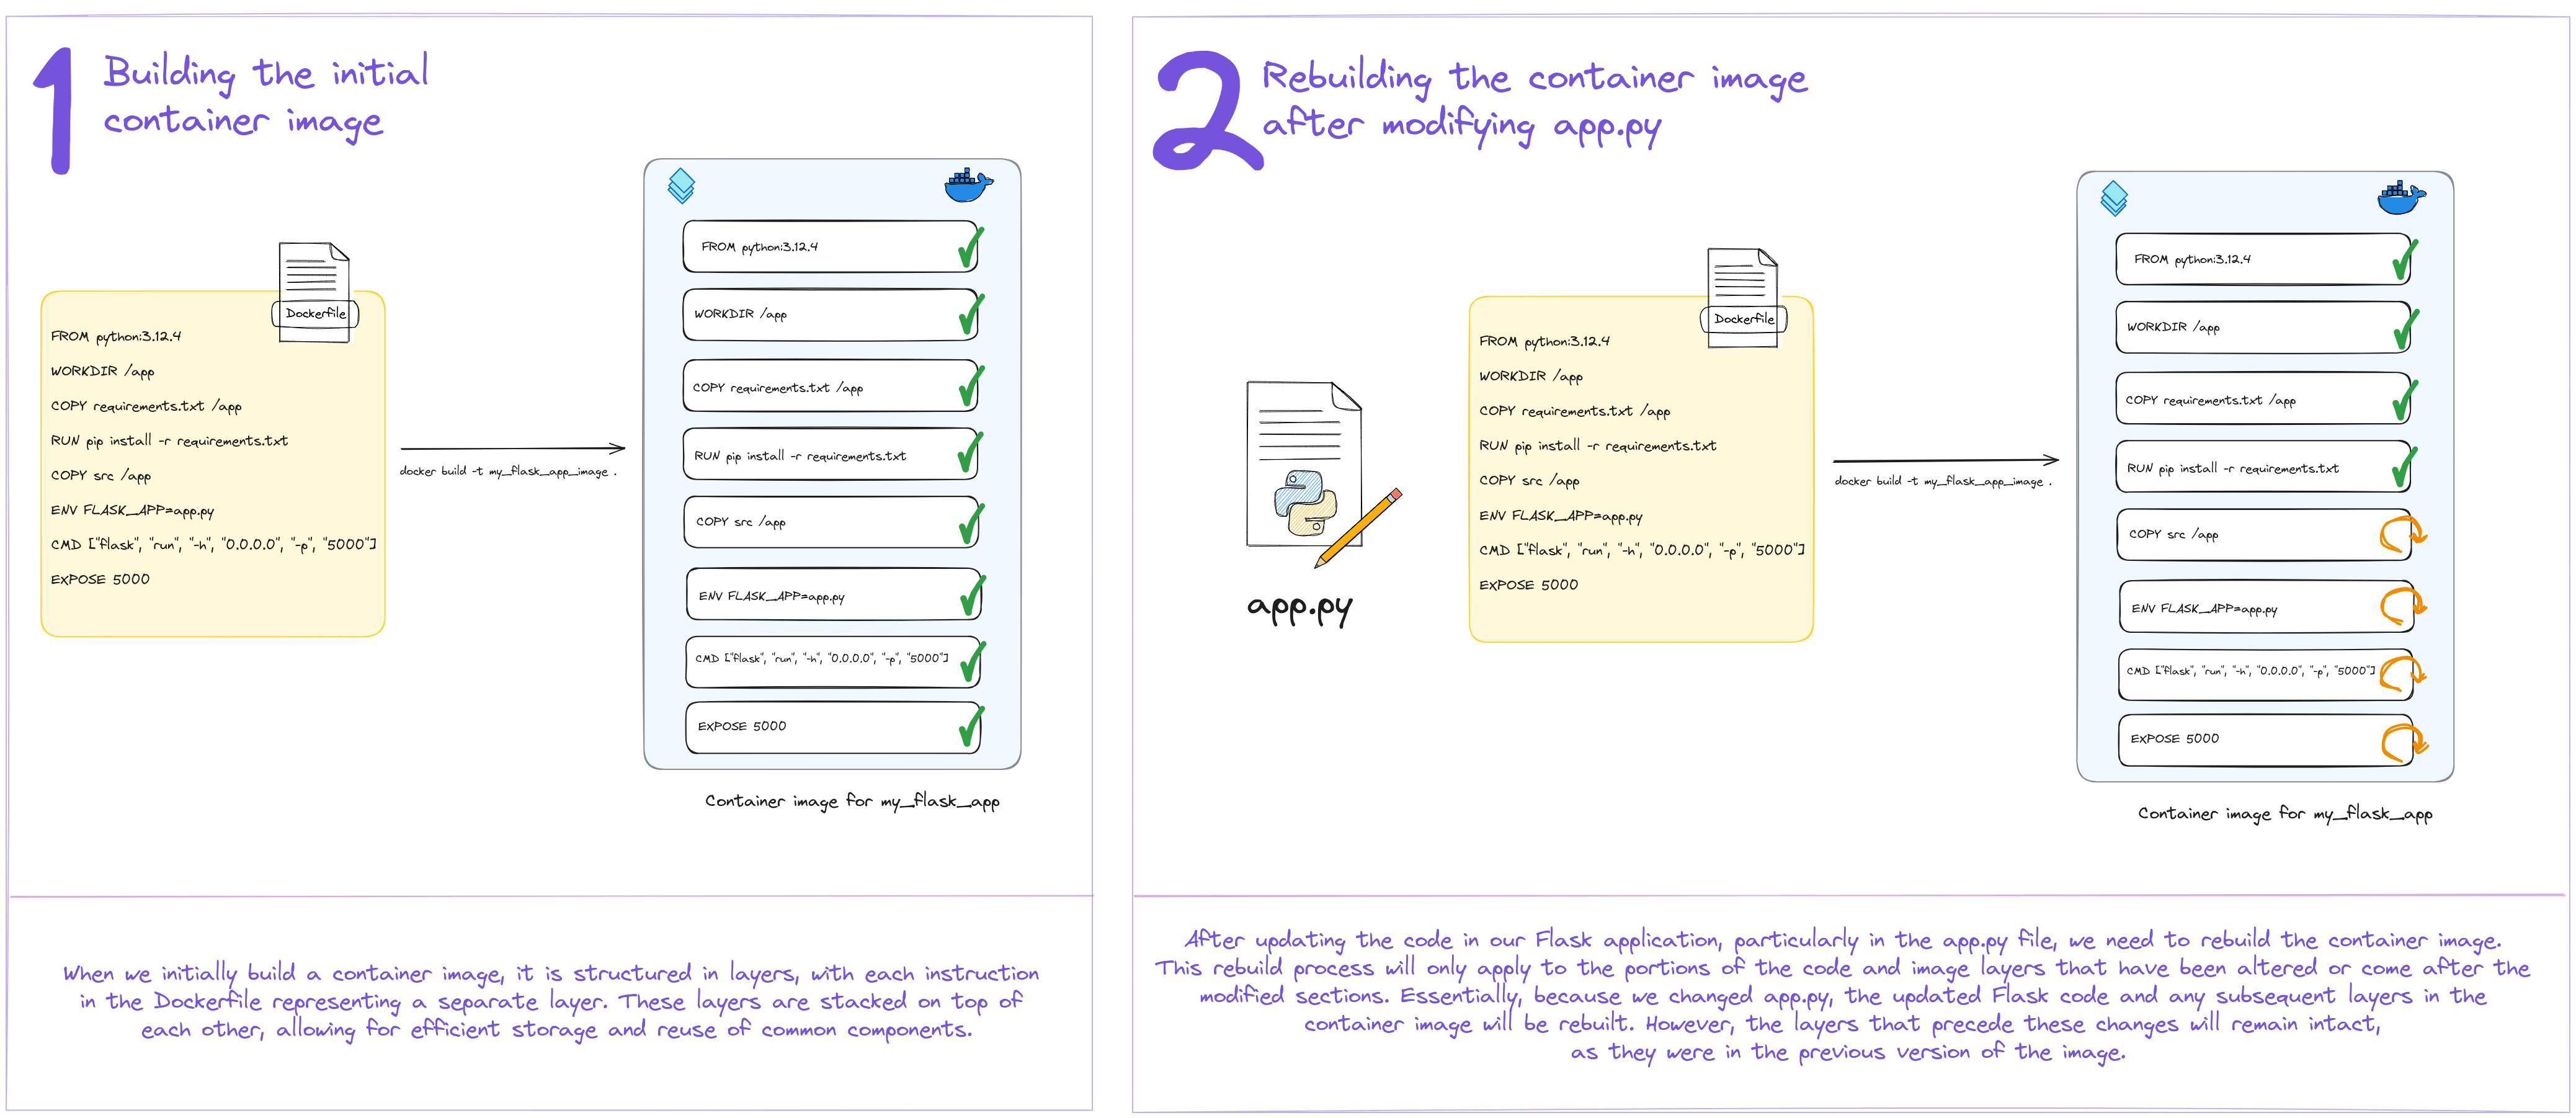 1
Building the initial
container image
Dockerfile
FROM python:3.12.4
WORKDIR /app
COPY requirements.txt /app
RUN pip install -r requirements.txt
COPY src /app
ENV FLASK_APP=app.py
CMD ["flask", "run", "-h", "0.0.0.0", "-p", "5000"]
EXPOSE 5000
docker build -t my_flask_app_image .
FROM python:3.12.4
WORKDIR /app
COPY requirements.txt /app
RUN pip install -r requirements.txt
COPY src /app
ENV FLASK_APP=app.py
CMD ["flask", "run", "-h", "0.0.0.0", "-p", "5000"]
EXPOSE 5000
Container image for my_flask_app
When we initially build a container image, it is structured in layers, with each instruction
in the Dockerfile representing a separate layer. These layers are stacked on top of
each other, allowing for efficient storage and reuse of common components.
2
Rebuilding the container image
after modifying app.py
app.py
Dockerfile
FROM python:3.12.4
WORKDIR /app
COPY requirements.txt /app
RUN pip install -r requirements.txt
COPY src /app
ENV FLASK_APP=app.py
CMD ["flask", "run", "-h", "0.0.0.0", "-p", "5000"]
EXPOSE 5000
docker build -t my_flask_app_image .
FROM python:3.12.4
WORKDIR /app
COPY requirements.txt /app
RUN pip install -r requirements.txt
COPY src /app
ENV FLASK_APP=app.py
CMD ["flask", "run", "-h", "0.0.0.0", "-p", "5000"]
EXPOSE 5000
Container image for my_flask_app
After updating the code in our Flask application, particularly in the app.py file, we need to rebuild the container image.
This rebuild process will only apply to the portions of the code and image layers that have been altered or come after the
modified sections. Essentially, because we changed app.py, the updated Flask code and any subsequent layers in the
container image will be rebuilt. However, the layers that precede these changes will remain intact,
as they were in the previous version of the image.